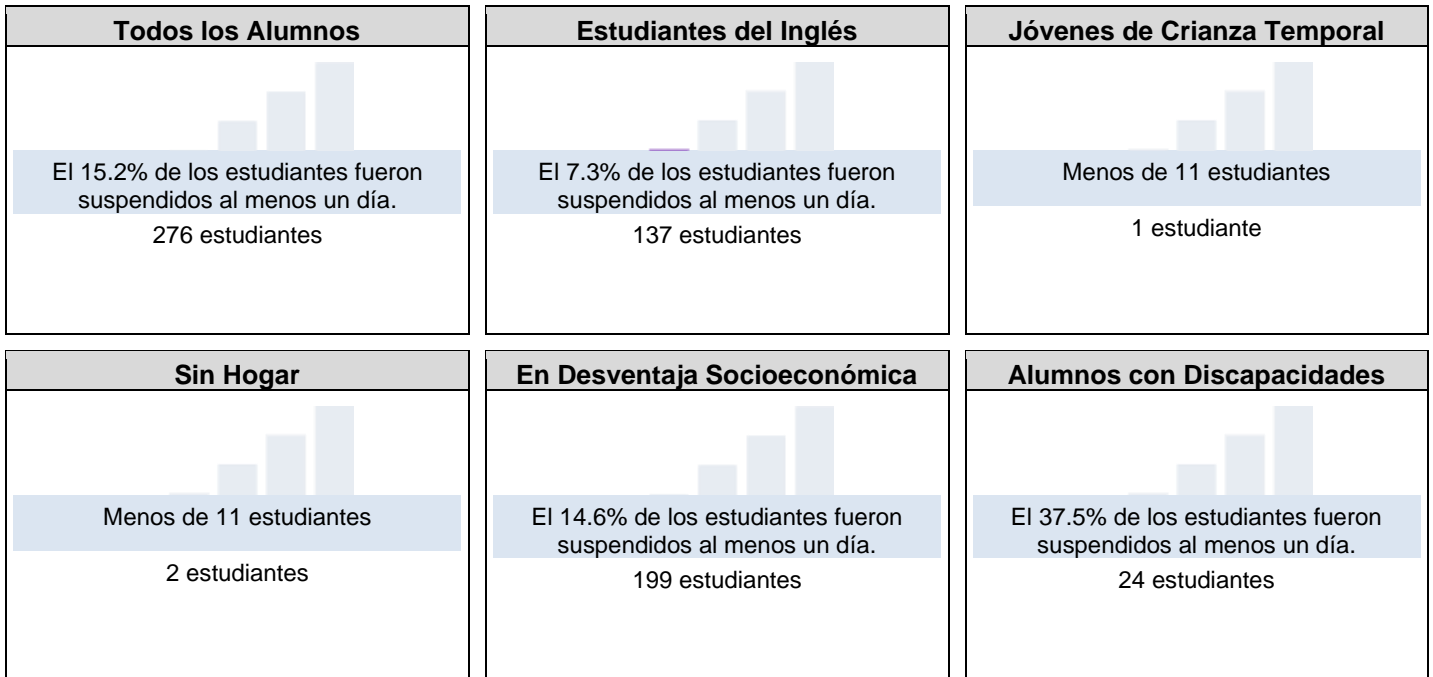 Todos los Alumnos
El 15.2% de los estudiantes fueron
suspendidos al menos un día.
276 estudiantes
Estudiantes del Inglés
El 7.3% de los estudiantes fueron
suspendidos al menos un día.
137 estudiantes
Jóvenes de Crianza Temporal
Menos de 11 estudiantes
1 estudiante
Sin Hogar
Menos de 11 estudiantes
2 estudiantes
En Desventaja Socioeconómica
El 14.6% de los estudiantes fueron
suspendidos al menos un día.
199 estudiantes
Alumnos con Discapacidades
El 37.5% de los estudiantes fueron
suspendidos al menos un día.
24 estudiantes